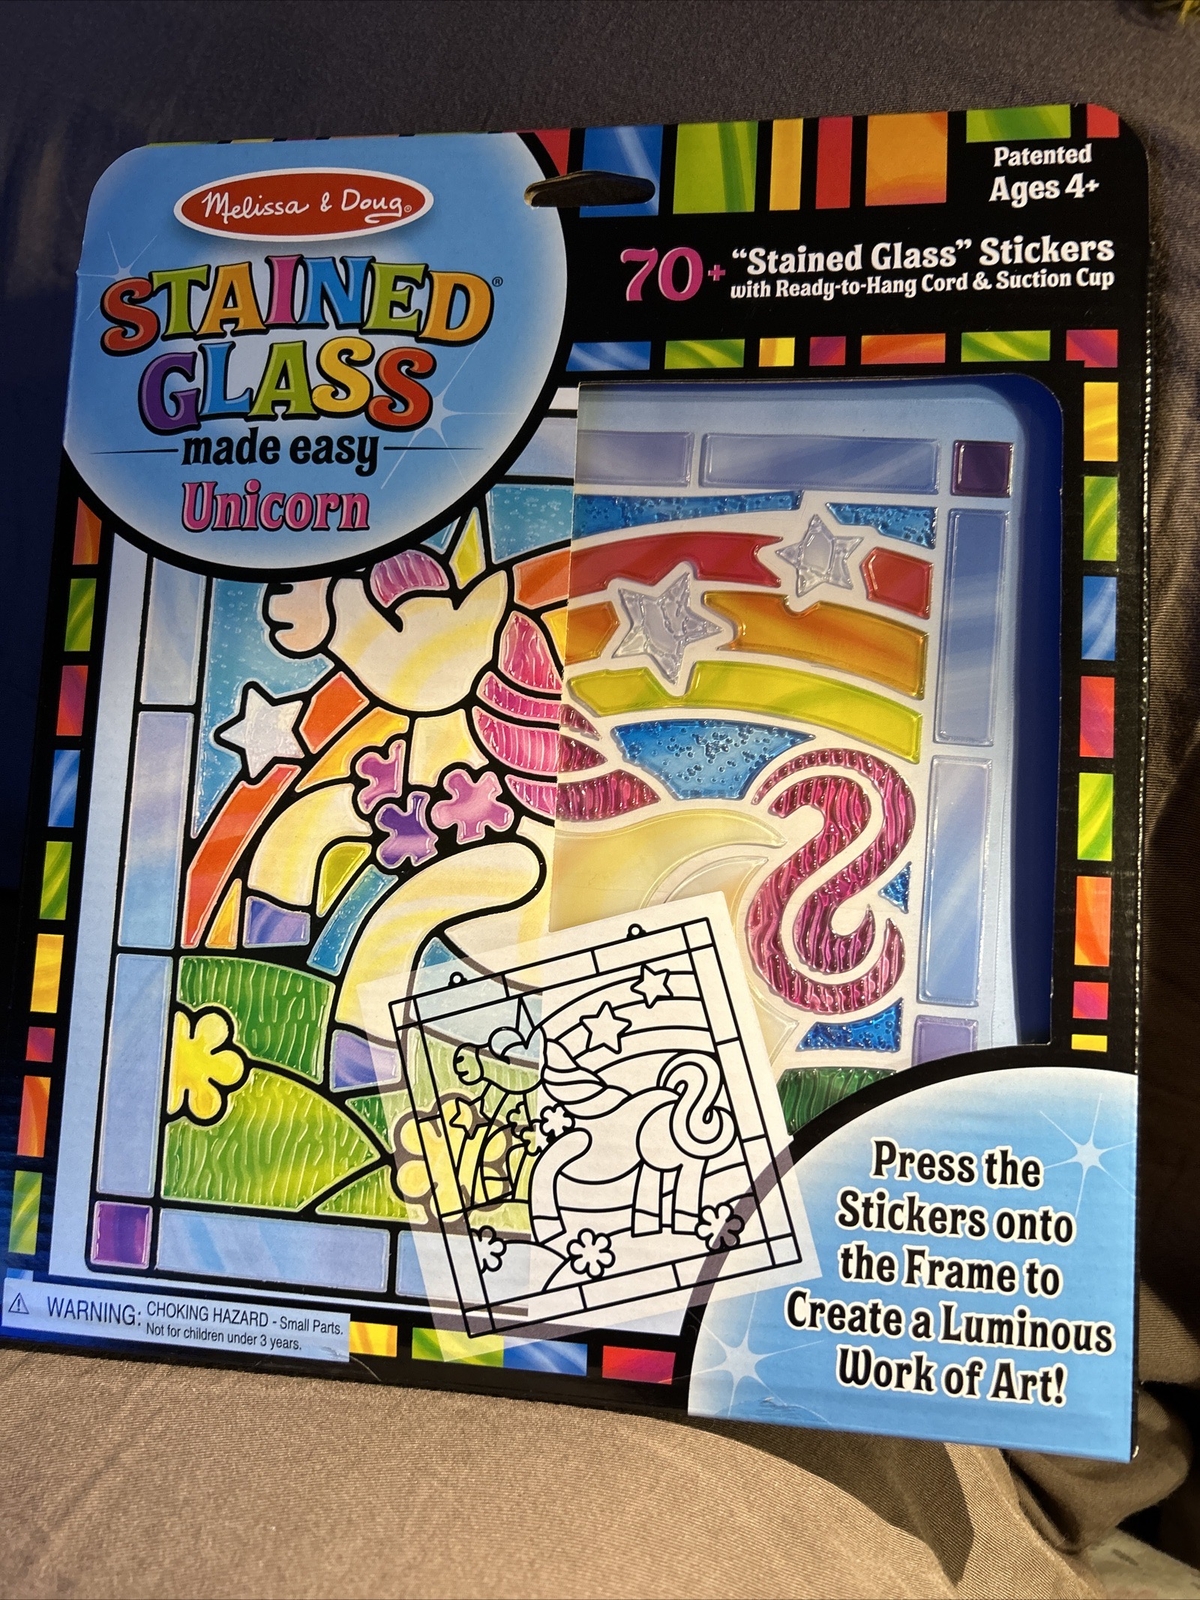 Melissa & Doug®
STAINED®
GLASS
made easy
Unicorn
Patented
Ages 4+
70+ “Stained Glass” Stickers
with Ready-to-Hang Cord & Suction Cup
Press the
Stickers onto
the Frame to
Create a Luminous
Work of Art!
WARNING: CHOKING HAZARD - Small Parts.
Not for children under 3 years.